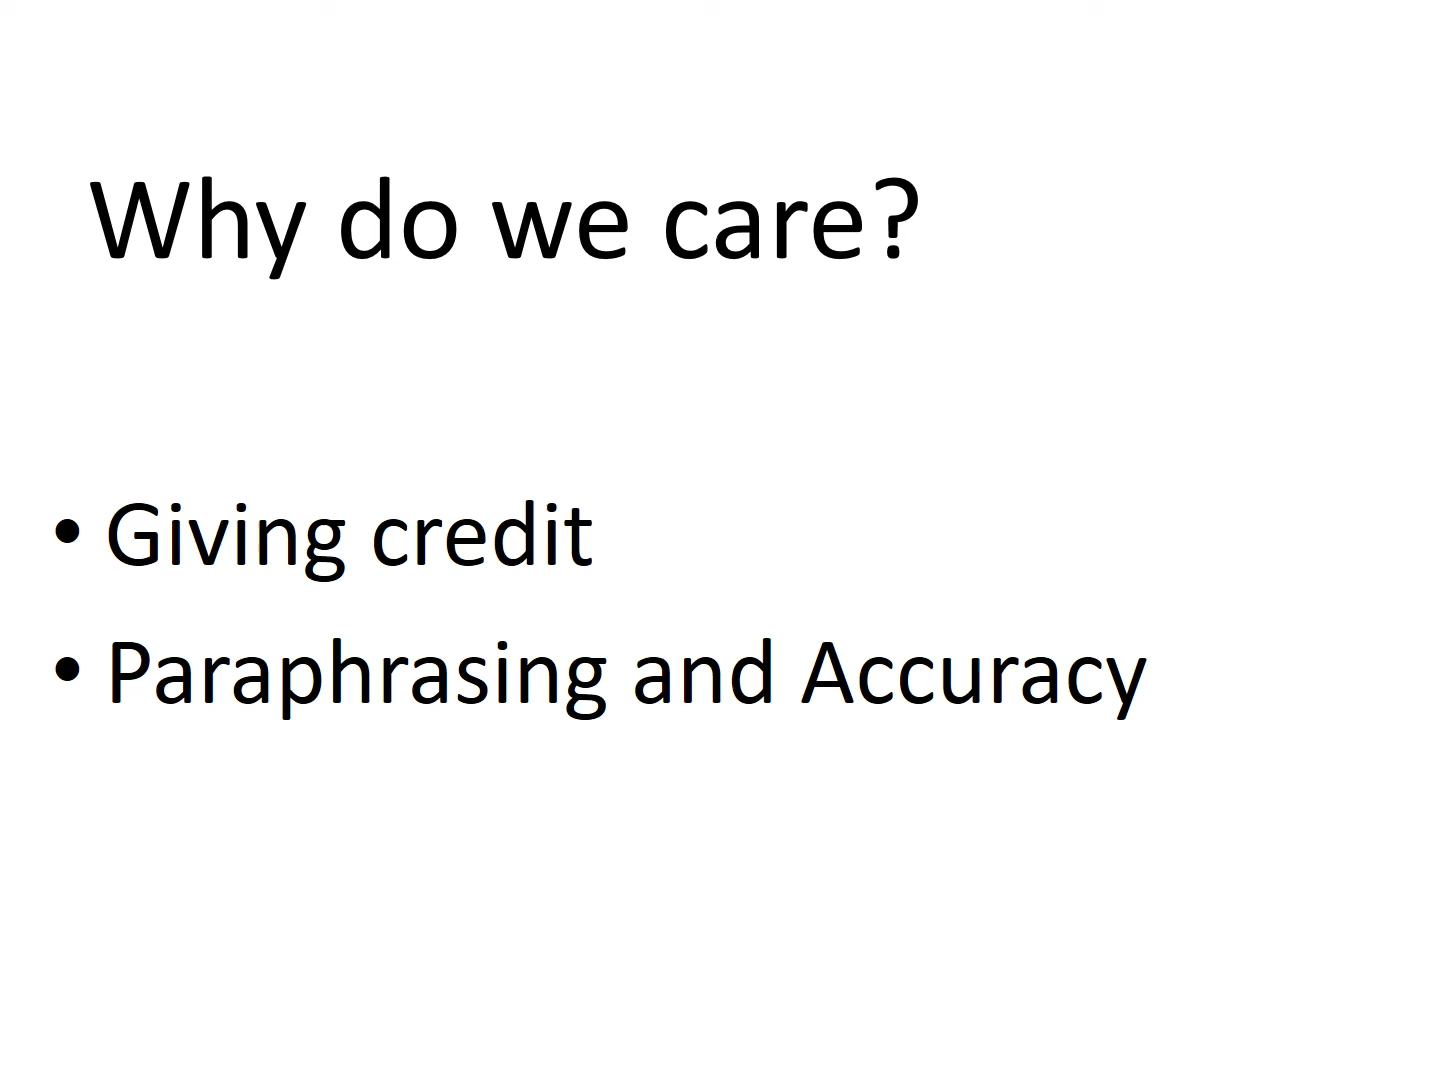 Why do we care?
• Giving credit
• Paraphrasing and Accuracy